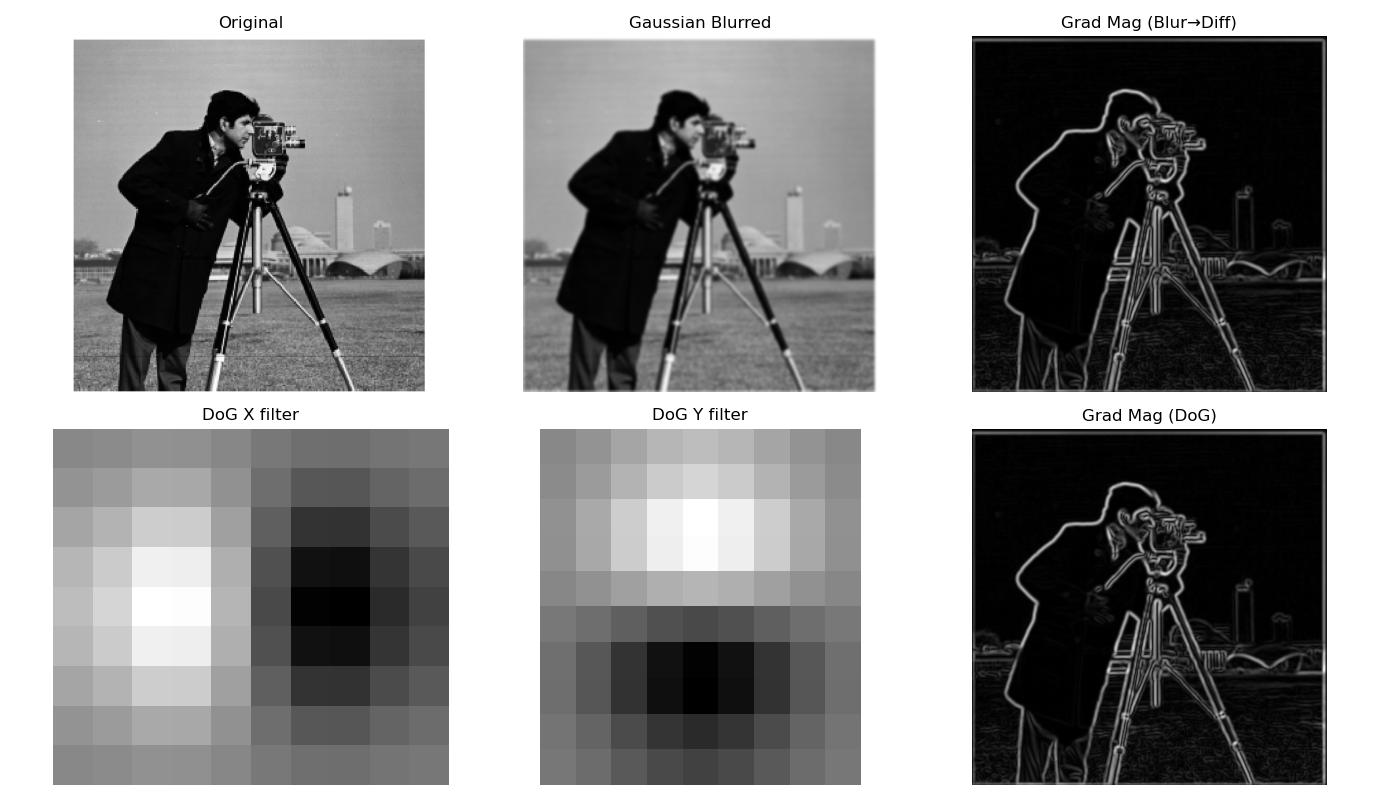 Original
Gaussian Blurred
Grad Mag (Blur→Diff)
DoG X filter
DoG Y filter
Grad Mag (DoG)